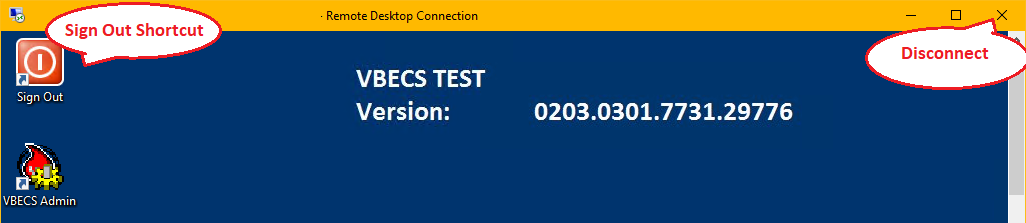 - Remote Desktop Connection
Sign Out Shortcut
Disconnect
Sign Out
VBECS TEST
Version: 0203.0301.7731.29776
VBECS Admin